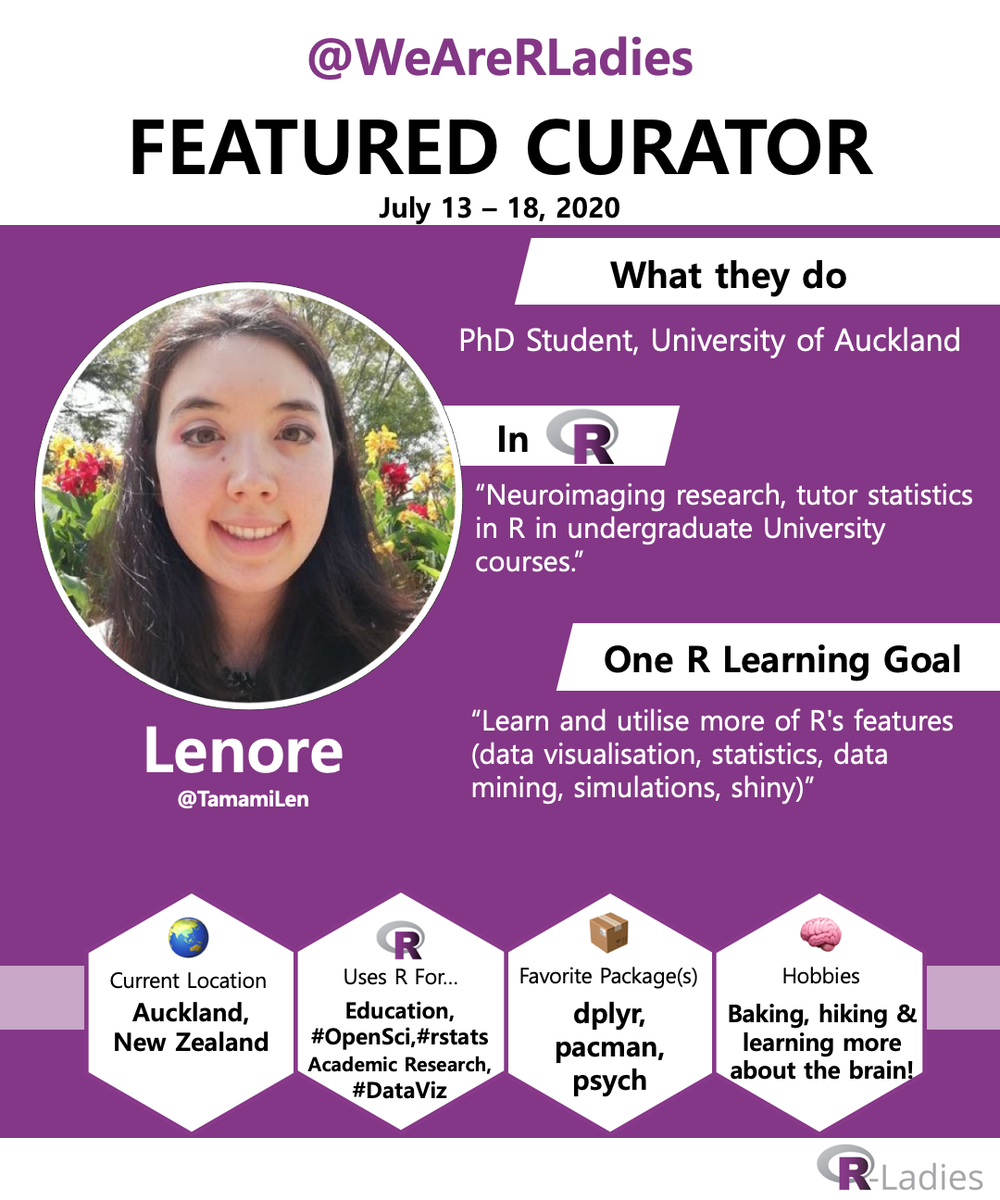 @WeAreRLadies
FEATURED CURATOR
July 13 – 18, 2020
What they do
PhD Student, University of Auckland
In R
“Neuroimaging research, tutor statistics
in R in undergraduate University
courses.”
One R Learning Goal
“Learn and utilise more of R's features
(data visualisation, statistics, data
mining, simulations, shiny)”
Lenore
@TamamiLen
Current Location
Auckland,
New Zealand
R
Uses R For...
Education,
#OpenSci,#rstats
Academic Research,
#DataViz
Favorite Package(s)
dplyr,
pacman,
psych
Hobbies
Baking, hiking &
learning more
about the brain!
R-Ladies